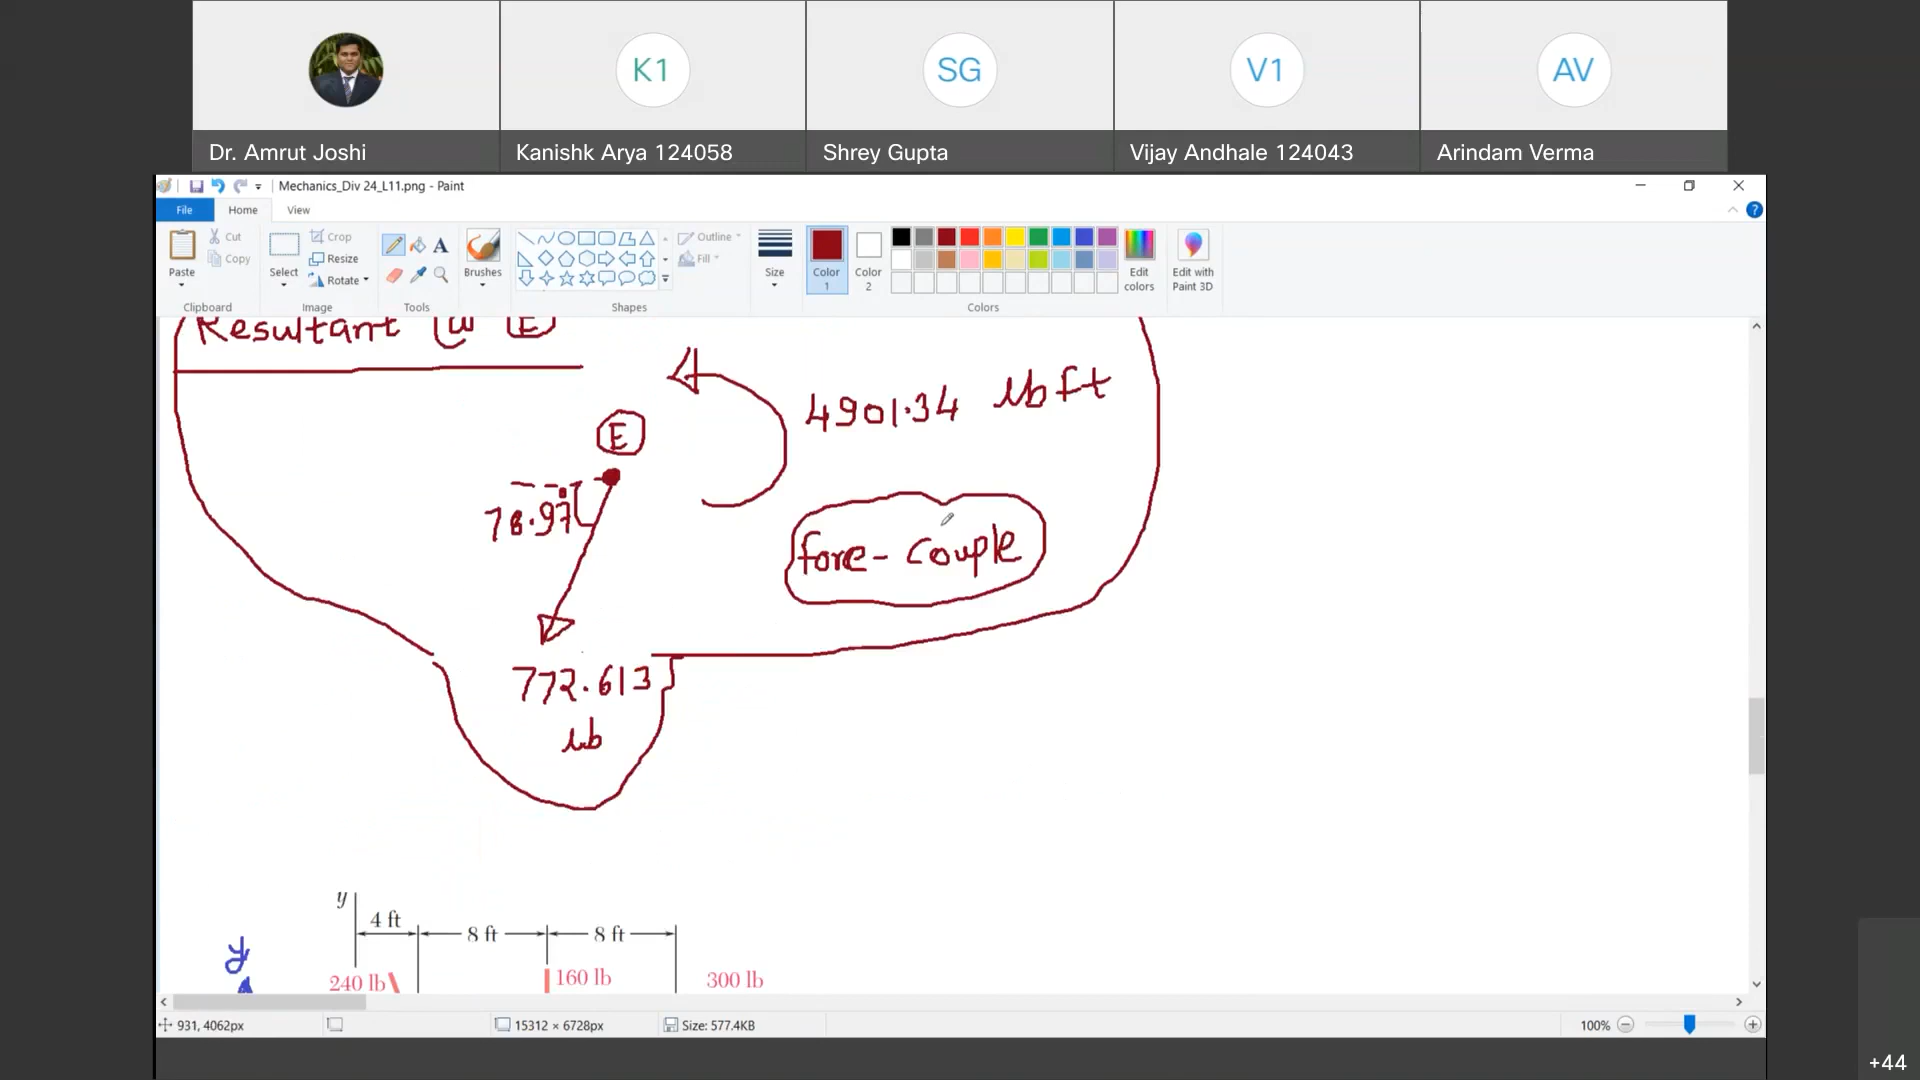 K1
SG
V1
AV
Dr. Amrut Joshi
Kanishk Arya 124058
Shrey Gupta
Vijay Andhale 124043
Arindam Verma
Mechanics_Div 24_L11.png - Paint
File
Home
View
Paste
Cut
Copy
Clipboard
Select
Crop
Resize
Rotate
Image
A
Tools
Brushes
Outline
Fill
Shapes
Size
Color 1
Color 2
Edit colors
Colors
Edit with Paint 3D
Resultant @ E
4901.34 lb ft
E
78.97°
forc - couple
772.613
lb
y
4 ft
8 ft
8 ft
y
240 lb
160 lb
300 lb
931, 4062px
15312 × 6728px
Size: 577.4KB
100%
+44